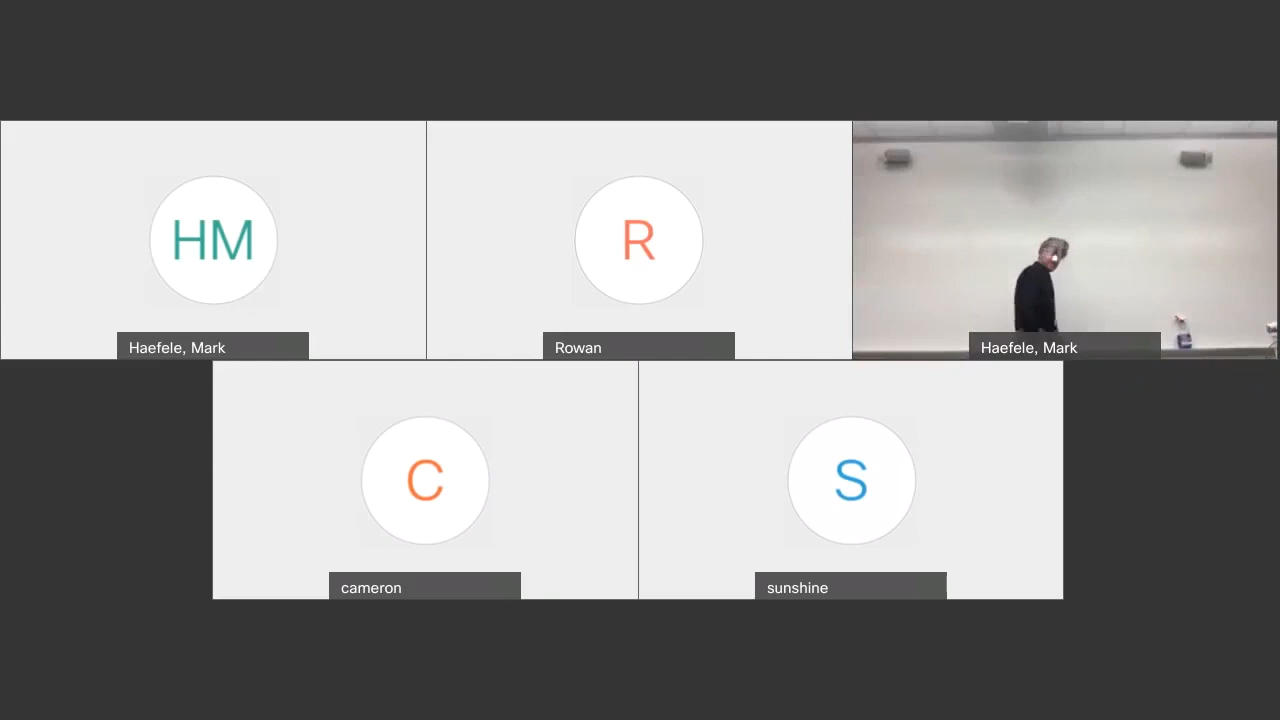 HM
Haefele, Mark
R
Rowan
Haefele, Mark
C
cameron
S
sunshine